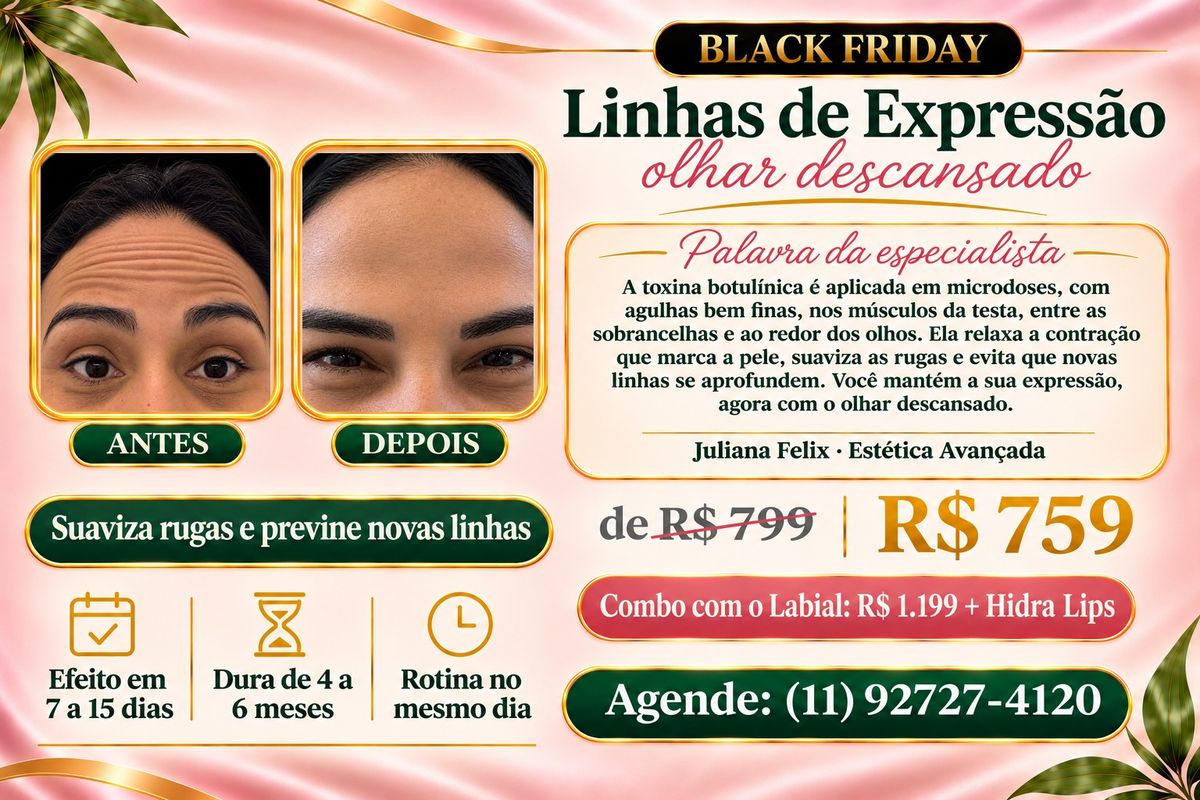 BLACK FRIDAY
Linhas de Expressão
olhar descansado
ANTES
DEPOIS
Suaviza rugas e previne novas linhas
Efeito em
7 a 15 dias
Dura de 4 a
6 meses
Rotina no
mesmo dia
Palavra da especialista
A toxina botulínica é aplicada em microdoses, com
agulhas bem finas, nos músculos da testa, entre as
sobrancelhas e ao redor dos olhos. Ela relaxa a contração
que marca a pele, suaviza as rugas e evita que novas
linhas se aprofundem. Você mantém a sua expressão,
agora com o olhar descansado.
Juliana Felix · Estética Avançada
de R$ 799
R$ 759
Combo com o Labial: R$ 1.199 + Hidra Lips
Agende: (11) 92727-4120